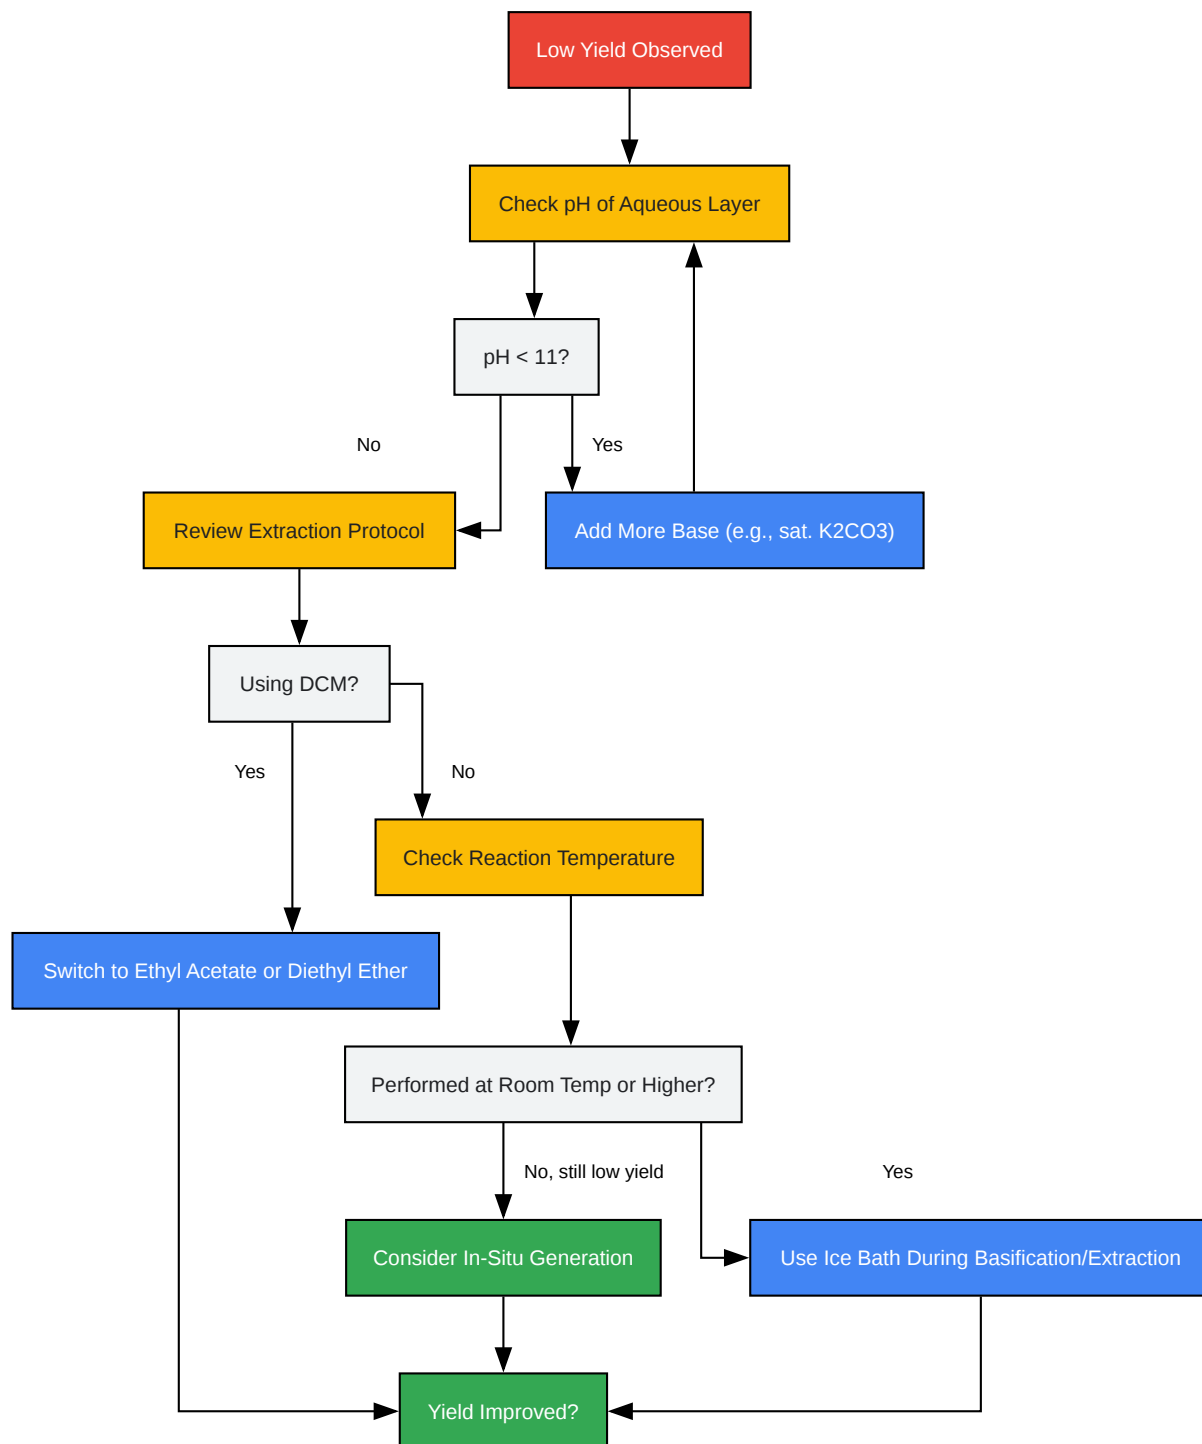 Low Yield Observed
Check pH of Aqueous Layer
pH < 11?
No
Yes
Review Extraction Protocol
Add More Base (e.g., sat. K2CO3)
Using DCM?
Yes
No
Check Reaction Temperature
Switch to Ethyl Acetate or Diethyl Ether
Performed at Room Temp or Higher?
No, still low yield
Yes
Consider In-Situ Generation
Use Ice Bath During Basification/Extraction
Yield Improved?